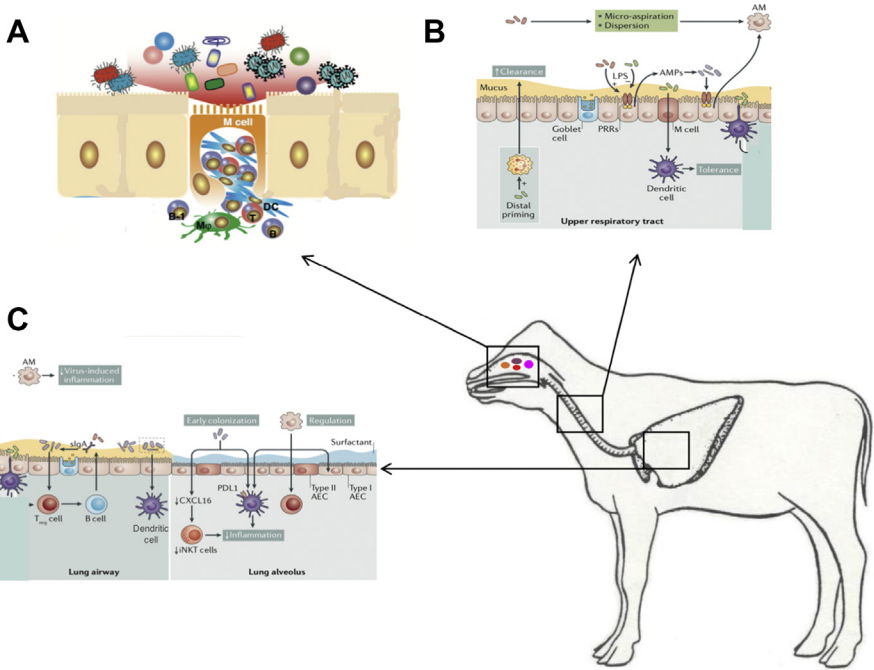 A
M cell
DC
B-1
T
Mφ
B
B
Micro-aspiration
Dispersion
AM
↑Clearance
LPS
AMPs
Mucus
Goblet
cell
PRRs
M cell
+
Distal
priming
Dendritic
cell
Tolerance
Upper respiratory tract
C
AM
↓Virus-induced
inflammation
sIgA
Treg cell
B cell
Dendritic
cell
Lung airway
Early colonization
Regulation
Surfactant
PDL1
Type II
AEC
Type I
AEC
↓CXCL16
↓iNKT cells
↓Inflammation
Lung alveolus